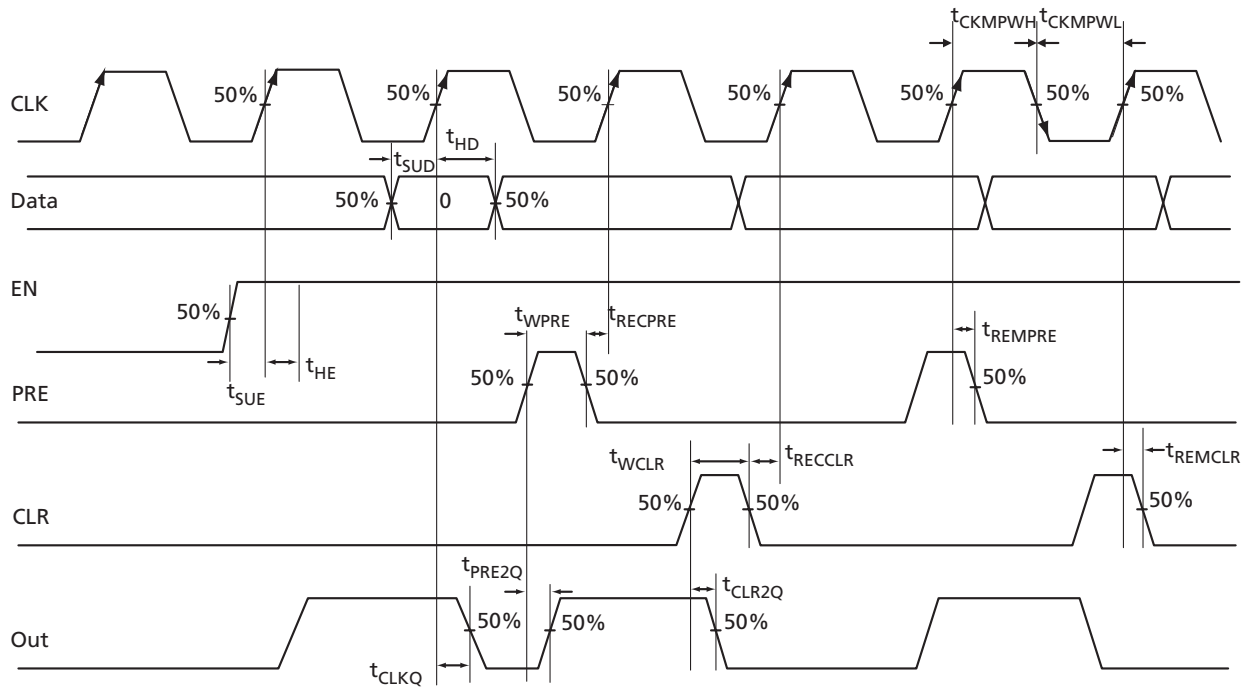 tCKMPWH tCKMPWL
CLK 50% 50% 50% 50% 50% 50% 50%
tSUD tHD
Data 50% 0 50%
EN 50%
tSUE tHE tWPRE tRECPRE tREMPRE
PRE 50% 50% 50%
tWCLR tRECCLR tREMCLR
CLR 50% 50% 50%
tPRE2Q tCLR2Q
Out 50% 50% 50%
tCLKQ